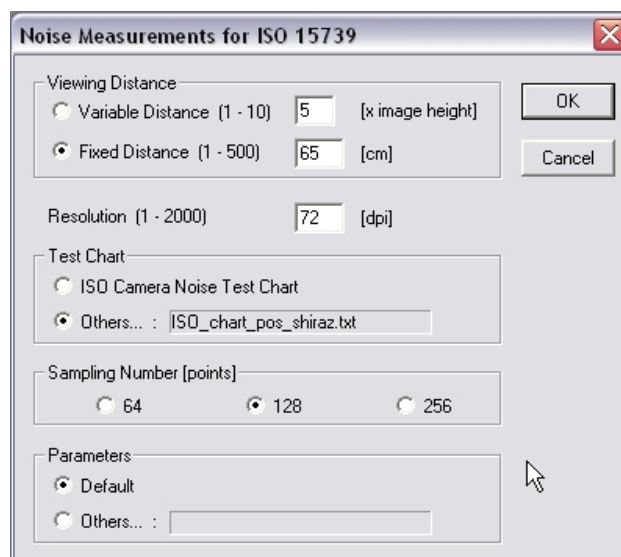 Noise Measurements for ISO 15739
Viewing Distance
Variable Distance (1 - 10) 5 [x image height]
OK
Fixed Distance (1 - 500) 65 [cm]
Cancel
Resolution (1 - 2000) 72 [dpi]
Test Chart
ISO Camera Noise Test Chart
Others... : ISO_chart_pos_shiraz.txt
Sampling Number [points]
64 128 256
Parameters
Default
Others... :